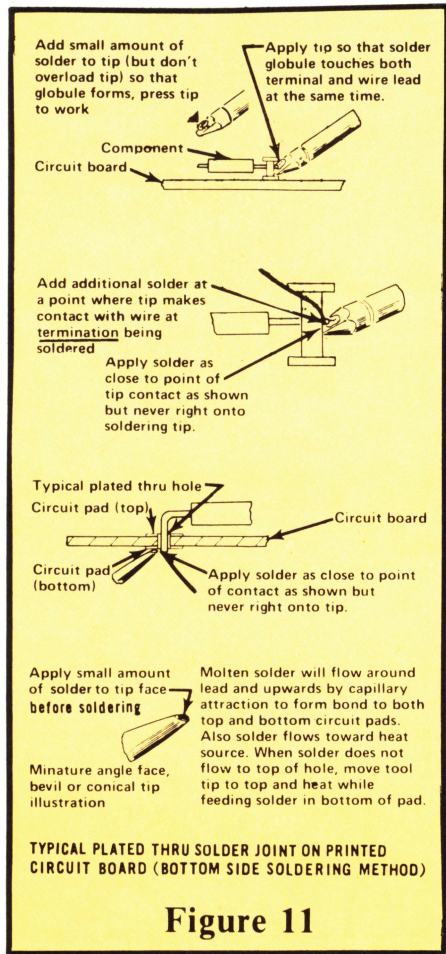 Add small amount of
solder to tip (but don't
overload tip) so that
globule forms, press tip
to work
Apply tip so that solder
globule touches both
terminal and wire lead
at the same time.
Component
Circuit board
Add additional solder at
a point where tip makes
contact with wire at
termination being
soldered
Apply solder as
close to point of
tip contact as shown
but never right onto
soldering tip.
Typical plated thru hole
Circuit pad (top)
Circuit board
Circuit pad
(bottom)
Apply solder as close to point
of contact as shown but
never right onto tip.
Apply small amount
of solder to tip face
before soldering
Minature angle face,
bevil or conical tip
illustration
Molten solder will flow around
lead and upwards by capillary
attraction to form bond to both
top and bottom circuit pads.
Also solder flows toward heat
source. When solder does not
flow to top of hole, move tool
tip to top and heat while
feeding solder in bottom of pad.
TYPICAL PLATED THRU SOLDER JOINT ON PRINTED
CIRCUIT BOARD (BOTTOM SIDE SOLDERING METHOD)
Figure 11